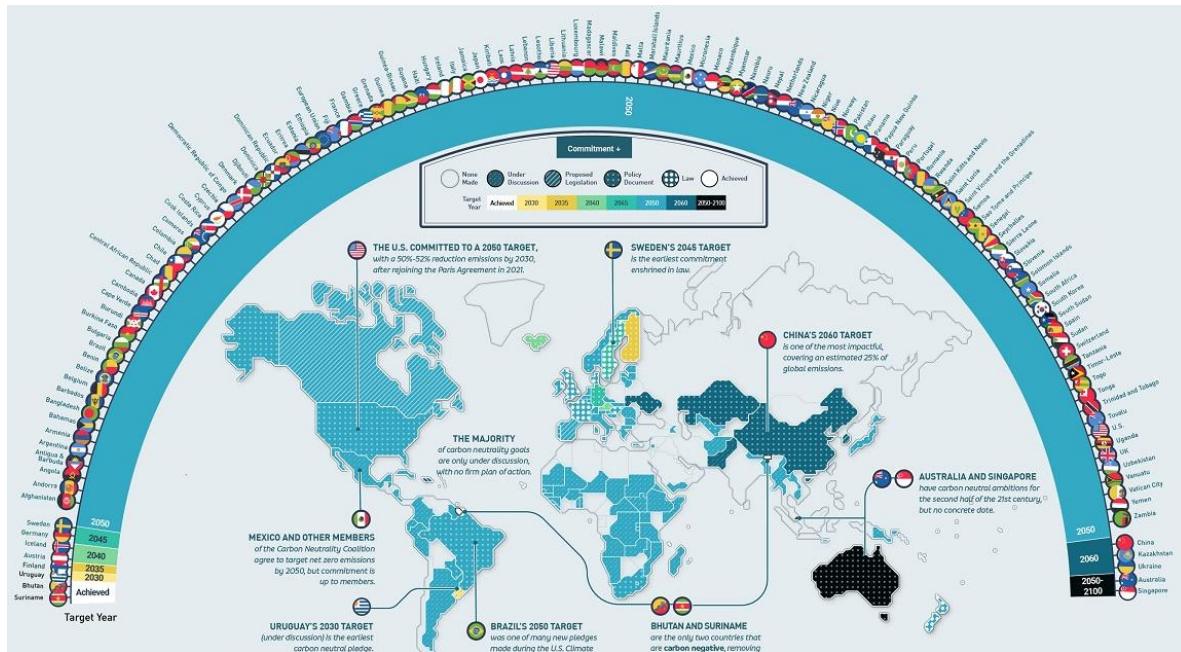 Afghanistan
Andorra
Angola
Antigua &
Barbuda
Argentina
Armenia
Bahamas
Bangladesh
Barbados
Belgium
Belize
Benin
Brazil
Bulgaria
Burkina Faso
Burundi
Cape Verde
Cambodia
Canada
Central African Republic
Chad
Chile
Colombia
Comoros
Cook Islands
Costa Rica
Cyprus
Czechia
Democratic Republic of Congo
Denmark
Djibouti
Dominica
Dominican Republic
Ecuador
Eritrea
Estonia
Ethiopia
European Union
Fiji
France
Gambia
Greece
Grenada
Guinea
Guinea-Bissau
Guyana
Haiti
Hungary
Ireland
Italy
Jamaica
Japan
Kiribati
Laos
Latvia
Lebanon
Lesotho
Liberia
Lithuania
Luxembourg
Madagascar
Malawi
Maldives
Mali
Malta
Marshall Islands
Mauritania
Mauritius
Mexico
Micronesia
Monaco
Mozambique
Myanmar
Namibia
Nauru
Nepal
Netherlands
New Zealand
Nicaragua
Niger
Niue
Norway
Pakistan
Palau
Panama
Papua New Guinea
Paraguay
Peru
Portugal
Romania
Rwanda
Saint Kitts and Nevis
Saint Lucia
Saint Vincent and the Grenadines
Samoa
Sao Tome and Principe
Senegal
Seychelles
Sierra Leone
Slovakia
Slovenia
Solomon Islands
Somalia
South Africa
South Korea
South Sudan
Spain
Sudan
Switzerland
Tanzania
Timor-Leste
Togo
Tonga
Trinidad and Tobago
Tuvalu
U.S.
Uganda
UK
Uzbekistan
Vanuatu
Vatican City
Yemen
Zambia
2050
Commitment +
None
Made
Under
Discussion
Proposed
Legislation
Policy
Document
Law
Achieved
Target
Year
Achieved
2030
2035
2040
2045
2050
2060
2050-2100
THE U.S. COMMITTED TO A 2050 TARGET,
with a 50%-52% reduction emissions by 2030,
after rejoining the Paris Agreement in 2021.
SWEDEN'S 2045 TARGET
is the earliest commitment
enshrined in law.
CHINA'S 2060 TARGET
is one of the most impactful,
covering an estimated 25% of
global emissions.
THE MAJORITY
of carbon neutrality goals
are only under discussion,
with no firm plan of action.
AUSTRALIA AND SINGAPORE
have carbon neutral ambitions for
the second half of the 21st century,
but no concrete date.
MEXICO AND OTHER MEMBERS
of the Carbon Neutrality Coalition
agree to target net zero emissions
by 2050, but commitment is
up to members.
URUGUAY'S 2030 TARGET
(under discussion) is the earliest
carbon neutral pledge.
BRAZIL'S 2050 TARGET
was one of many new pledges
made during the U.S. Climate
BHUTAN AND SURINAME
are the only two countries that
are carbon negative, removing
Sweden
Germany
Iceland
Austria
Finland
Uruguay
Bhutan
Suriname
2050
2045
2040
2035
2030
Achieved
Target Year
2050
2060
2050-
2100
China
Kazakhstan
Ukraine
Australia
Singapore